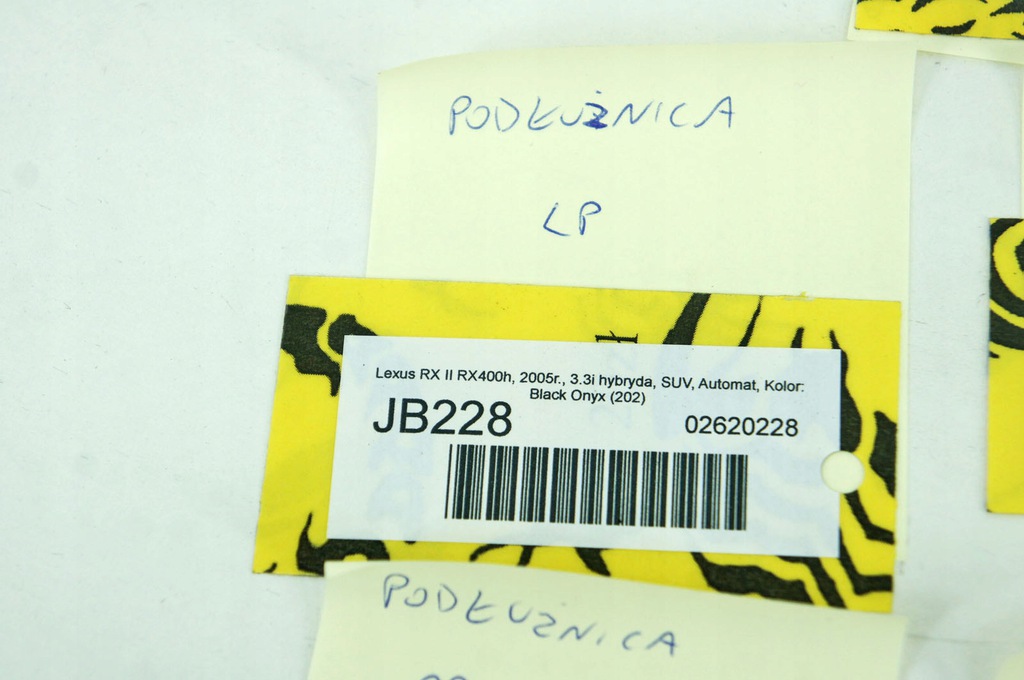 PODŁUŻNICA
LP
Lexus RX II RX400h, 2005r., 3.3i hybryda, SUV, Automat, Kolor:
Black Onyx (202)
JB228 02620228
PODŁUŻNICA